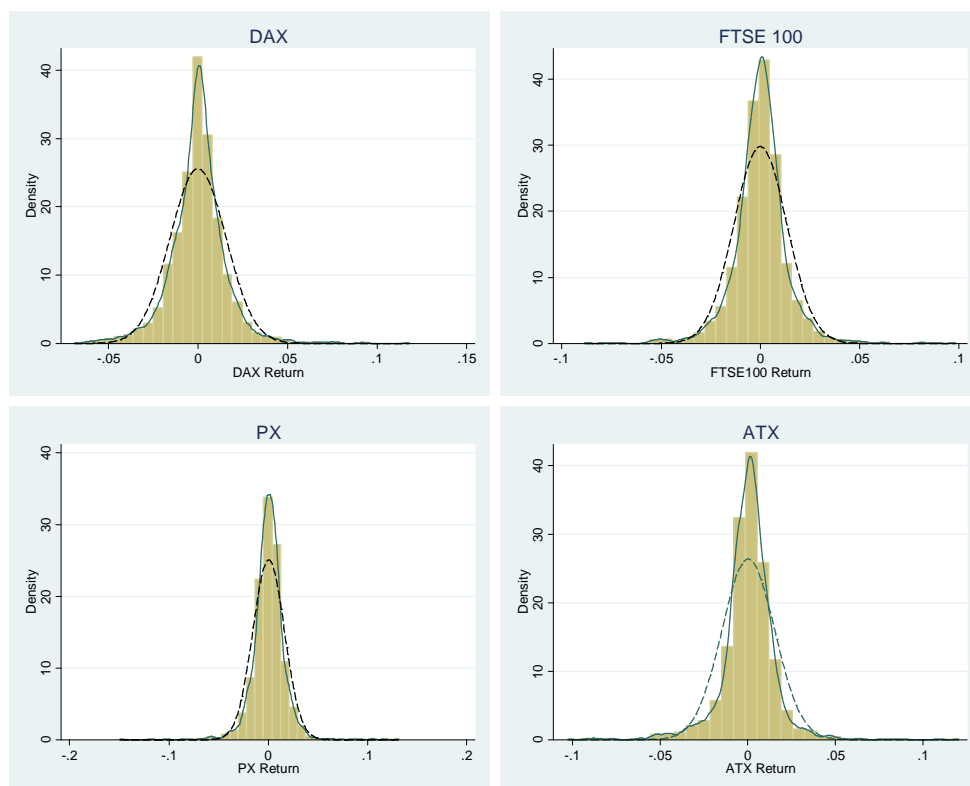 DAX
40
30
20
10
0
Density
-.05 0 .05 .1 .15
DAX Return
FTSE 100
40
30
20
10
0
Density
-.1 -.05 0 .05 .1
FTSE100 Return
PX
40
30
20
10
0
Density
-.2 -.1 0 .1 .2
PX Return
ATX
40
30
20
10
0
Density
-.1 -.05 0 .05 .1
ATX Return